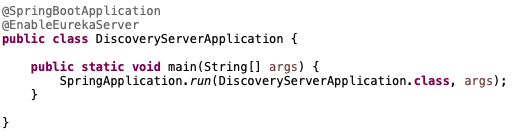 @SpringBootApplication
@EnableEurekaServer
public class DiscoveryServerApplication {
public static void main(String[] args) {
SpringApplication.run(DiscoveryServerApplication.class, args);
}
}